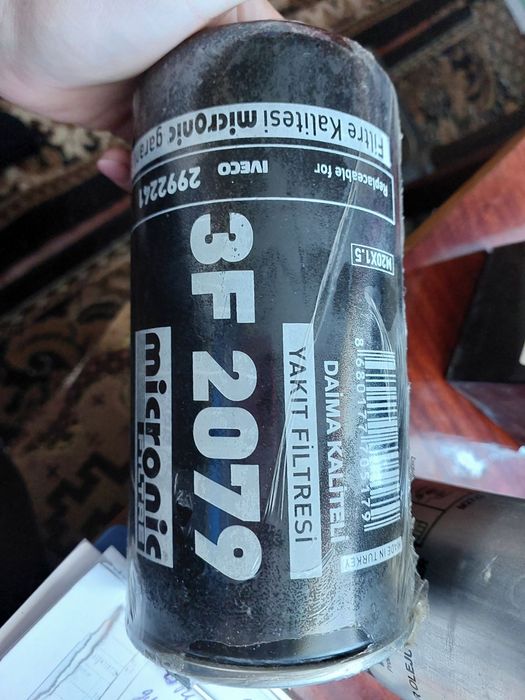 Filtre Kalitesi micronic garan
Replaceable for
IVECO 2992241
M20X1.5
3F 2079
micronic
YAKIT FİLTRESİ
DAİMA KALİTELİ
MADE IN TURKEY